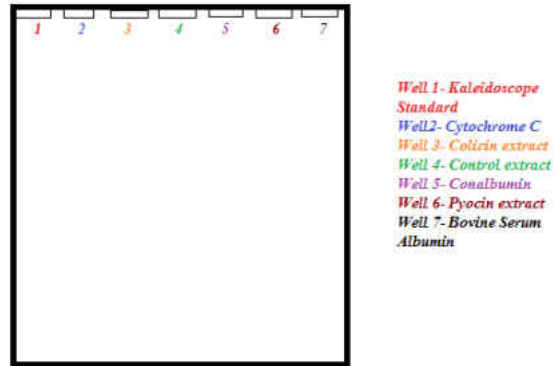 1 2 3 4 5 6 7
Well 1- Kaleidoscope
Standard
Well2- Cytochrome C
Well 3- Colicin extract
Well 4- Control extract
Well 5- Conalbumin
Well 6- Pyocin extract
Well 7- Bovine Serum
Albumin